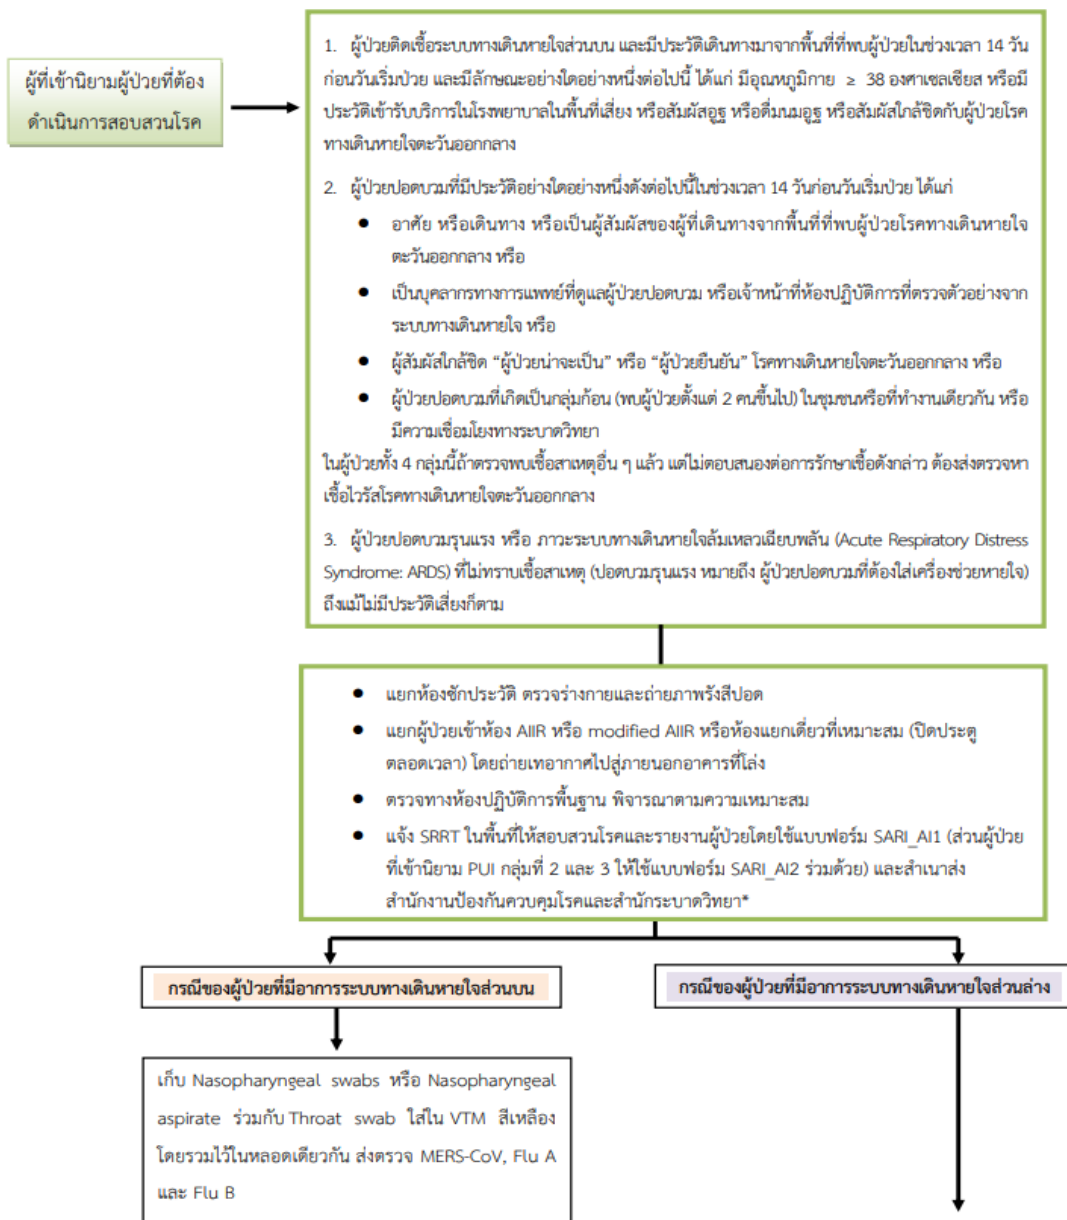 ผู้ที่เข้านิยามผู้ป่วยที่ต้อง
ดำเนินการสอบสวนโรค
1. ผู้ป่วยติดเชื้อระบบทางเดินหายใจส่วนบน และมีประวัติเดินทางมาจากพื้นที่ที่พบผู้ป่วยในช่วงเวลา 14 วัน
ก่อนวันเริ่มป่วย และมีลักษณะอย่างใดอย่างหนึ่งต่อไปนี้ ได้แก่ มีอุณหภูมิกาย ≥ 38 องศาเซลเซียส หรือมี
ประวัติเข้ารับบริการในโรงพยาบาลในพื้นที่เสี่ยง หรือสัมผัสอูฐ หรือดื่มนมอูฐ หรือสัมผัสใกล้ชิดกับผู้ป่วยโรค
ทางเดินหายใจตะวันออกกลาง
2. ผู้ป่วยปอดบวมที่มีประวัติอย่างใดอย่างหนึ่งดังต่อไปนี้ในช่วงเวลา 14 วันก่อนวันเริ่มป่วย ได้แก่
● อาศัย หรือเดินทาง หรือเป็นผู้สัมผัสของผู้ที่เดินทางจากพื้นที่ที่พบผู้ป่วยโรคทางเดินหายใจ
ตะวันออกกลาง หรือ
● เป็นบุคลากรทางการแพทย์ที่ดูแลผู้ป่วยปอดบวม หรือเจ้าหน้าที่ห้องปฏิบัติการที่ตรวจตัวอย่างจาก
ระบบทางเดินหายใจ หรือ
● ผู้สัมผัสใกล้ชิด “ผู้ป่วยน่าจะเป็น” หรือ “ผู้ป่วยยืนยัน” โรคทางเดินหายใจตะวันออกกลาง หรือ
● ผู้ป่วยปอดบวมที่เกิดเป็นกลุ่มก้อน (พบผู้ป่วยตั้งแต่ 2 คนขึ้นไป) ในชุมชนหรือที่ทำงานเดียวกัน หรือ
มีความเชื่อมโยงทางระบาดวิทยา
ในผู้ป่วยทั้ง 4 กลุ่มนี้ถ้าตรวจพบเชื้อสาเหตุอื่น ๆ แล้ว แต่ไม่ตอบสนองต่อการรักษาเชื้อดังกล่าว ต้องส่งตรวจหา
เชื้อไวรัสโรคทางเดินหายใจตะวันออกกลาง
3. ผู้ป่วยปอดบวมรุนแรง หรือ ภาวะระบบทางเดินหายใจล้มเหลวเฉียบพลัน (Acute Respiratory Distress
Syndrome: ARDS) ที่ไม่ทราบเชื้อสาเหตุ (ปอดบวมรุนแรง หมายถึง ผู้ป่วยปอดบวมที่ต้องใส่เครื่องช่วยหายใจ)
ถึงแม้ไม่มีประวัติเสี่ยงก็ตาม
● แยกห้องซักประวัติ ตรวจร่างกายและถ่ายภาพรังสีปอด
● แยกผู้ป่วยเข้าห้อง AIIR หรือ modified AIIR หรือห้องแยกเดี่ยวที่เหมาะสม (ปิดประตู
ตลอดเวลา) โดยถ่ายเทอากาศไปสู่ภายนอกอาคารที่โล่ง
● ตรวจทางห้องปฏิบัติการพื้นฐาน พิจารณาตามความเหมาะสม
● แจ้ง SRRT ในพื้นที่ให้สอบสวนโรคและรายงานผู้ป่วยโดยใช้แบบฟอร์ม SARI_AI1 (ส่วนผู้ป่วย
ที่เข้านิยาม PUI กลุ่มที่ 2 และ 3 ให้ใช้แบบฟอร์ม SARI_AI2 ร่วมด้วย) และสำเนาส่ง
สำนักงานป้องกันควบคุมโรคและสำนักระบาดวิทยา*
กรณีของผู้ป่วยที่มีอาการระบบทางเดินหายใจส่วนบน
กรณีของผู้ป่วยที่มีอาการระบบทางเดินหายใจส่วนล่าง
เก็บ Nasopharyngeal swabs หรือ Nasopharyngeal
aspirate ร่วมกับ Throat swab ใส่ใน VTM สีเหลือง
โดยรวมไว้ในหลอดเดียวกัน ส่งตรวจ MERS-CoV, Flu A
และ Flu B